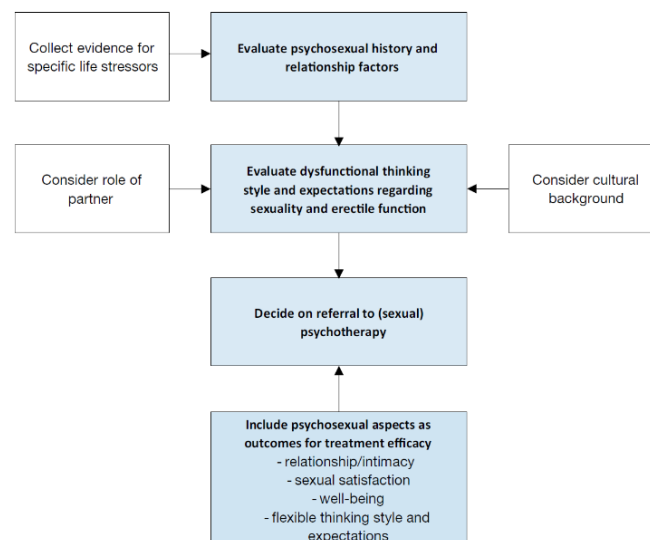 Collect evidence for
specific life stressors
Evaluate psychosexual history and
relationship factors
Consider role of
partner
Evaluate dysfunctional thinking
style and expectations regarding
sexuality and erectile function
Consider cultural
background
Decide on referral to (sexual)
psychotherapy
Include psychosexual aspects as
outcomes for treatment efficacy
- relationship/intimacy
- sexual satisfaction
- well-being
- flexible thinking style and
expectations